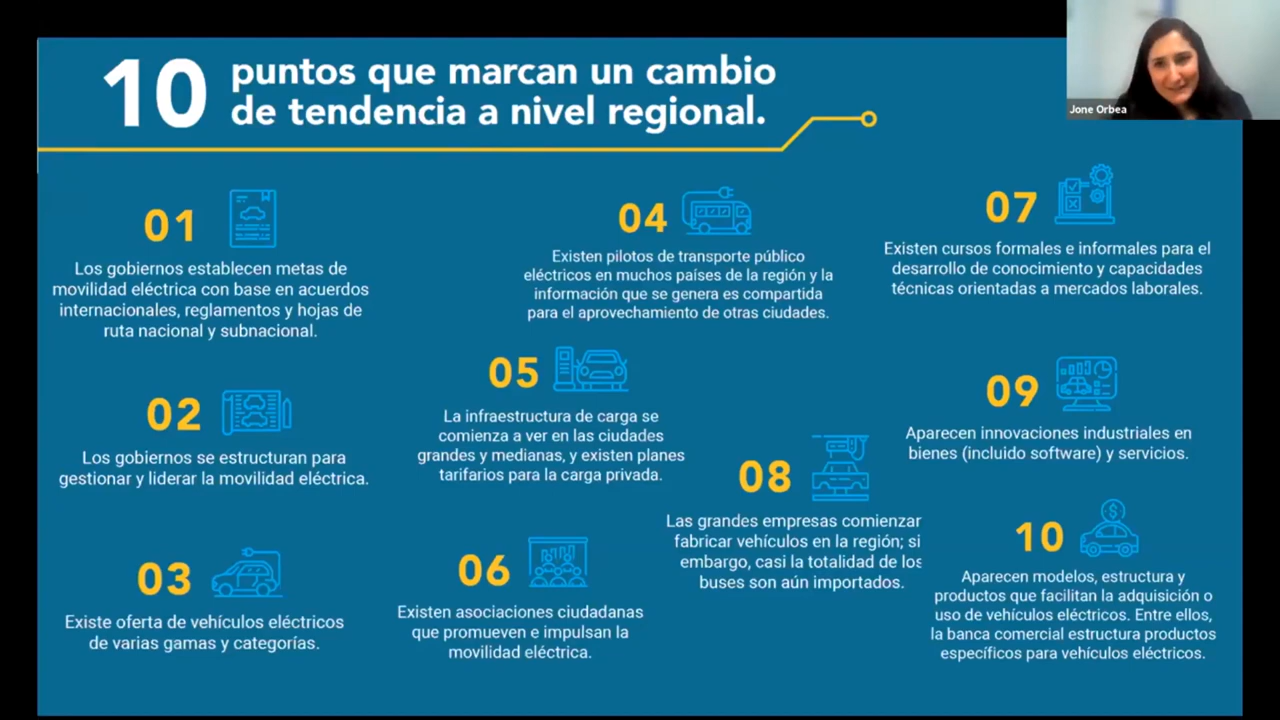 10 puntos que marcan un cambio
de tendencia a nivel regional.
Jone Orbea
01
Los gobiernos establecen metas de
movilidad eléctrica con base en acuerdos
internacionales, reglamentos y hojas de
ruta nacional y subnacional.
02
Los gobiernos se estructuran para
gestionar y liderar la movilidad eléctrica.
03
Existe oferta de vehículos eléctricos
de varias gamas y categorías.
04
Existen pilotos de transporte público
eléctricos en muchos países de la región y la
información que se genera es compartida
para el aprovechamiento de otras ciudades.
05
La infraestructura de carga se
comienza a ver en las ciudades
grandes y medianas, y existen planes
tarifarios para la carga privada.
06
Existen asociaciones ciudadanas
que promueven e impulsan la
movilidad eléctrica.
07
Existen cursos formales e informales para el
desarrollo de conocimiento y capacidades
técnicas orientadas a mercados laborales.
08
Las grandes empresas comienzar
fabricar vehículos en la región; si
embargo, casi la totalidad de los
buses son aún importados.
09
Aparecen innovaciones industriales en
bienes (incluido software) y servicios.
10
Aparecen modelos, estructura y
productos que facilitan la adquisición o
uso de vehículos eléctricos. Entre ellos,
la banca comercial estructura productos
específicos para vehículos eléctricos.